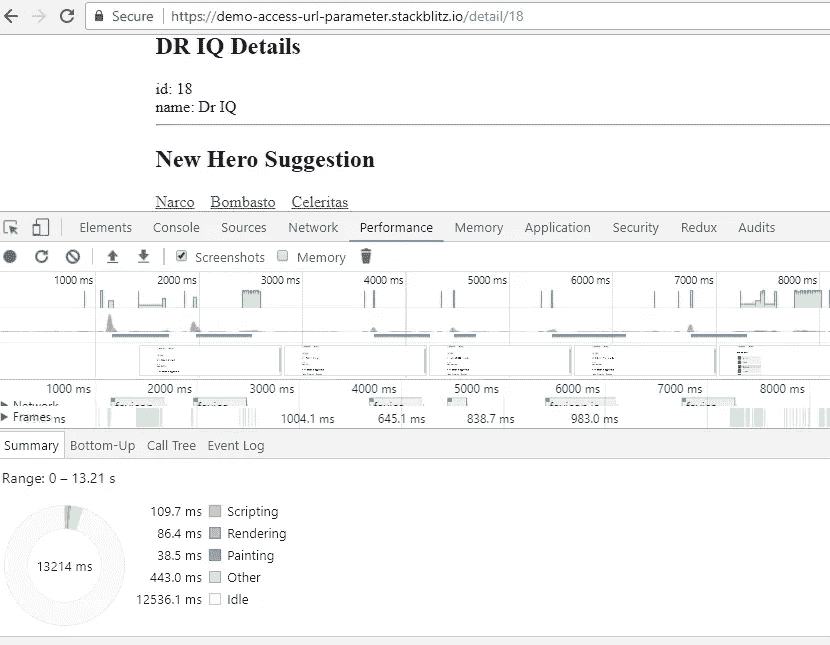 Secure https://demo-access-url-parameter.stackblitz.io/detail/18
DR IQ Details
id: 18
name: Dr IQ
New Hero Suggestion
Narco Bombasto Celeritas
Elements Console Sources Network Performance Memory Application Security Redux Audits
Screenshots Memory
1000 ms 2000 ms 3000 ms 4000 ms 5000 ms 6000 ms 7000 ms 8000 ms
1000 ms 2000 ms 3000 ms 4000 ms 5000 ms 6000 ms 7000 ms 8000 ms
Network
Frames ms 1004.1 ms 645.1 ms 838.7 ms 983.0 ms
Summary Bottom-Up Call Tree Event Log
Range: 0 – 13.21 s
109.7 ms Scripting
86.4 ms Rendering
38.5 ms Painting
13214 ms
443.0 ms Other
12536.1 ms Idle